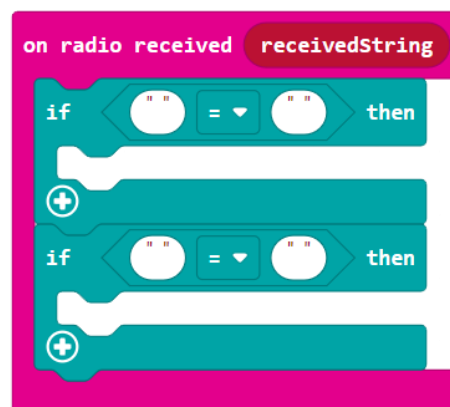 on radio received receivedString
if " " = " " then
if " " = " " then